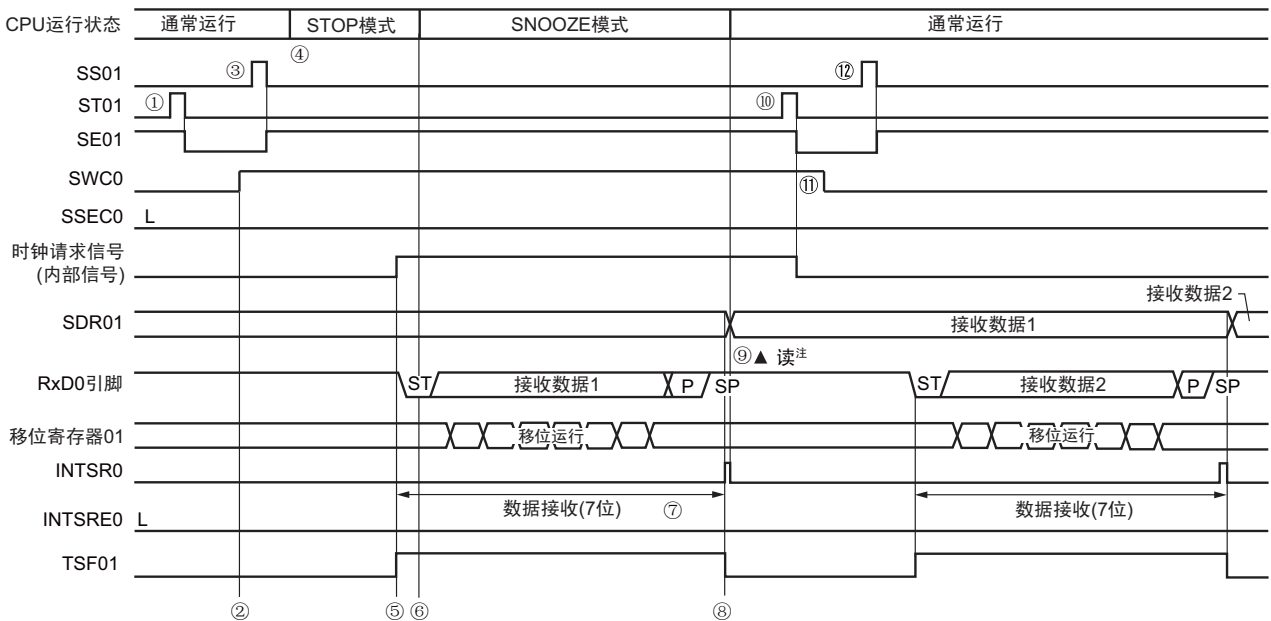 CPU运行状态 通常运行 STOP模式 SNOOZE模式 通常运行
④
SS01 ③ ⑫
ST01 ① ⑩
SE01
SWC0 ⑪
SSEC0 L
时钟请求信号
(内部信号)
接收数据2
SDR01 接收数据1
⑨▲ 读注
RxD0引脚 ST 接收数据1 P SP ST 接收数据2 P SP
移位寄存器01 移位运行 移位运行
INTSR0
数据接收(7位) ⑦ 数据接收(7位)
INTSRE0 L
TSF01
② ⑤ ⑥ ⑧